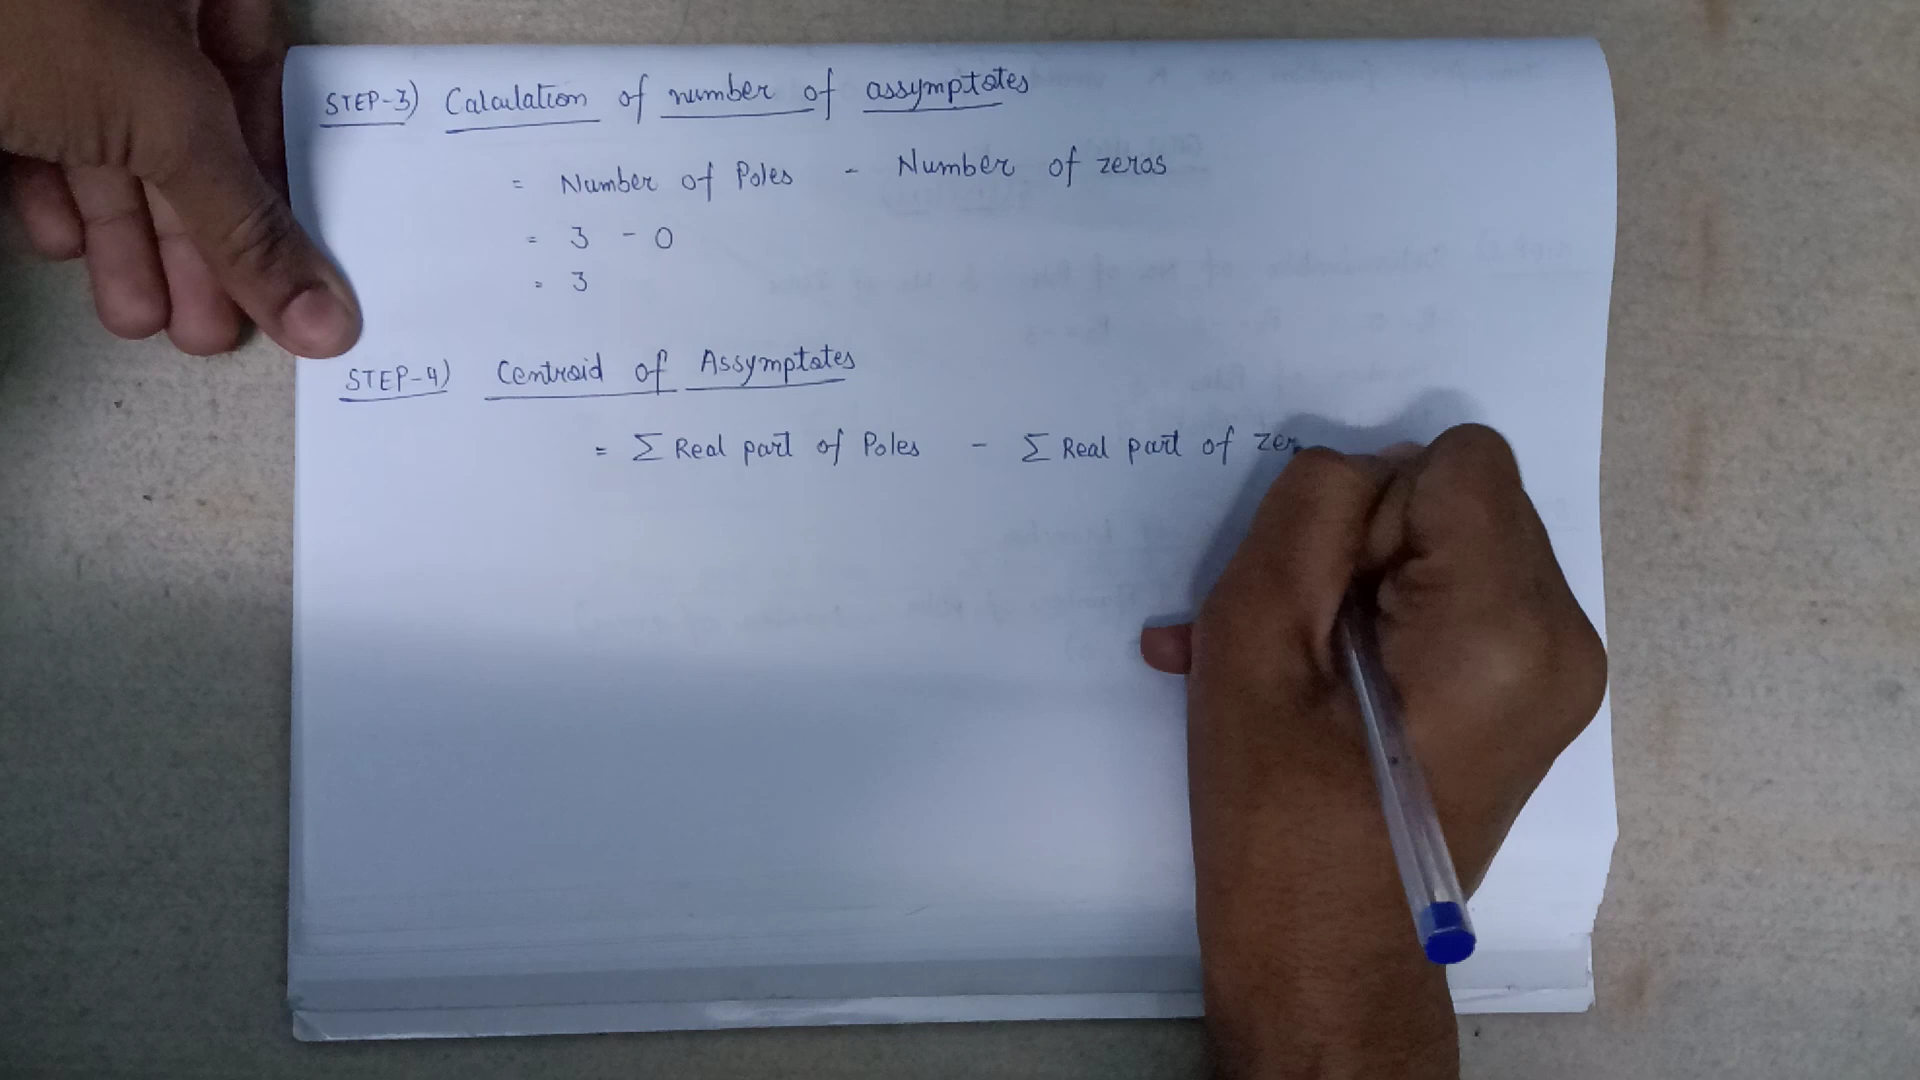 STEP-3) Calculation of number of assymptotes
= Number of Poles - Number of zeros
= 3 - 0
= 3
STEP-4) Centroid of Assymptotes
= Σ Real part of Poles - Σ Real part of zer